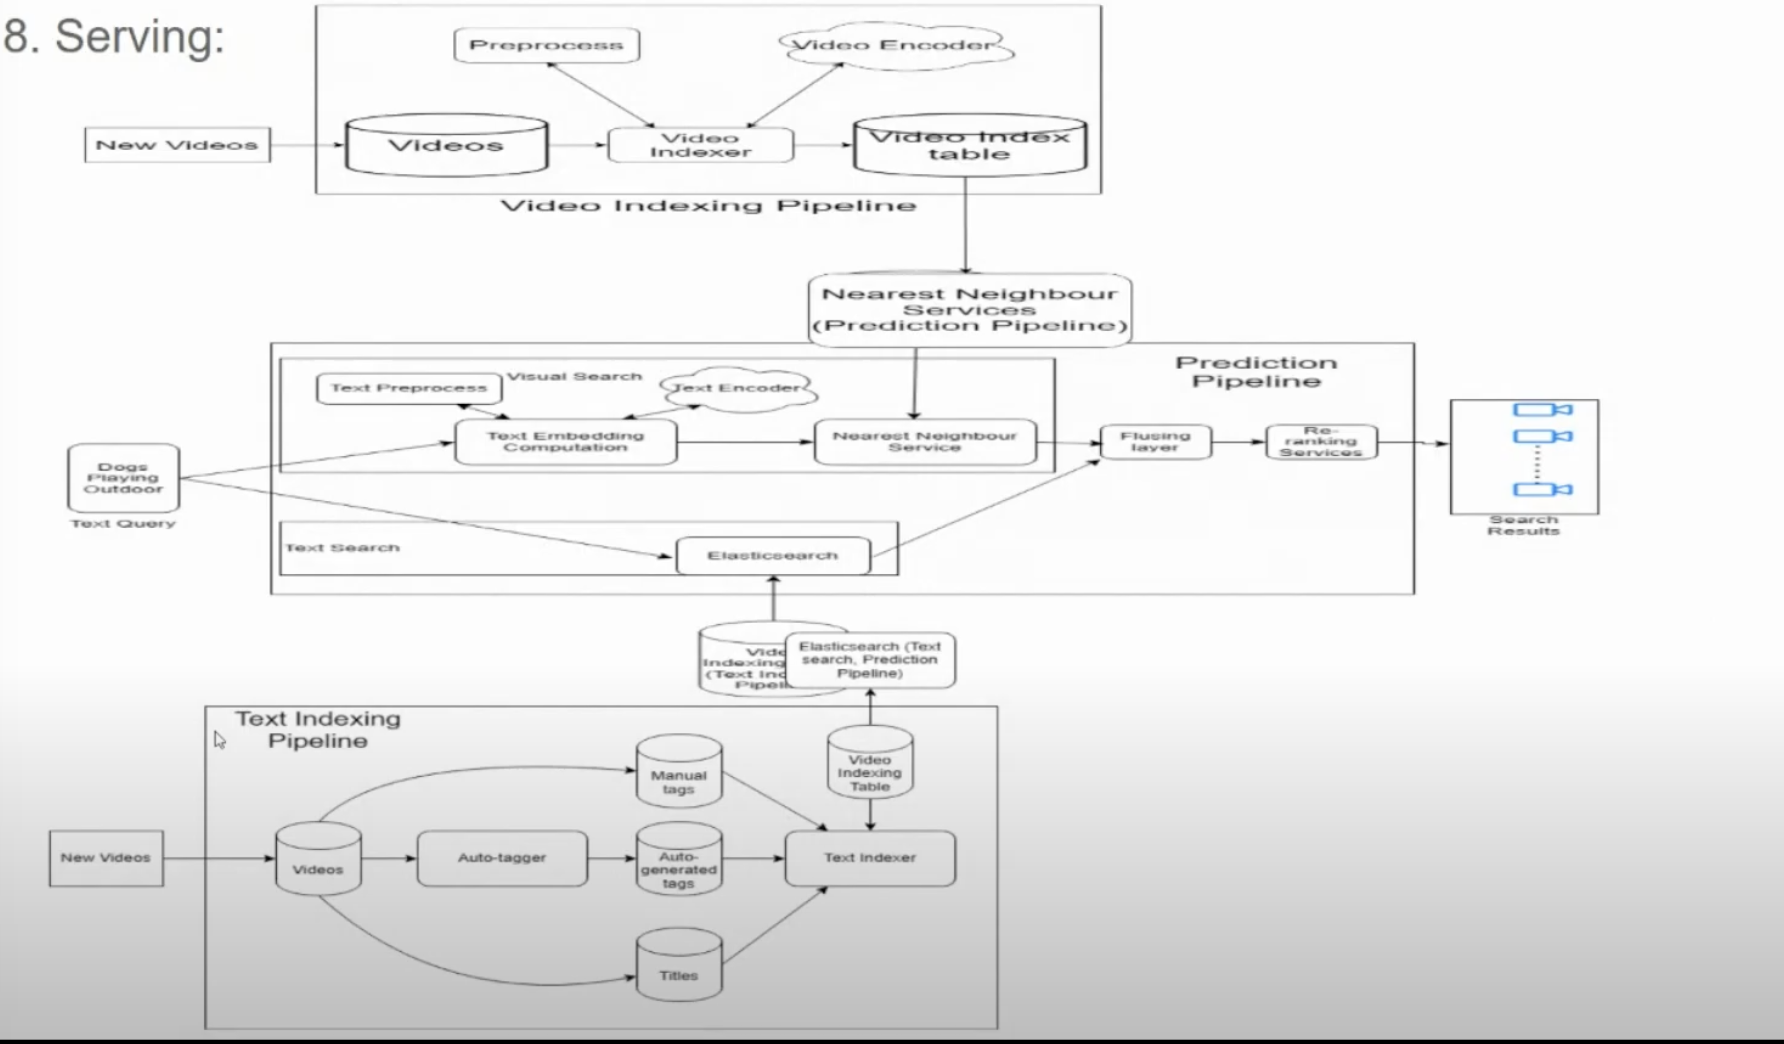 8. Serving:
Preprocess
Video Encoder
New Videos
Videos
Video
Indexer
Video Index
table
Video Indexing Pipeline
Nearest Neighbour
Services
(Prediction Pipeline)
Prediction
Pipeline
Text Preprocess
Visual Search
Text Encoder
Text Embedding
Computation
Nearest Neighbour
Service
Flusing
layer
Re-
ranking
Services
Dogs
Playing
Outdoor
Text Query
Search
Results
Text Search
Elasticsearch
Indexing
(Text
Elasticsearch (Text
search, Prediction
Pipeline)
Text Indexing
Pipeline
Manual
tags
Video
Indexing
Table
New Videos
Videos
Auto-tagger
Auto-
generated
tags
Text Indexer
Titles